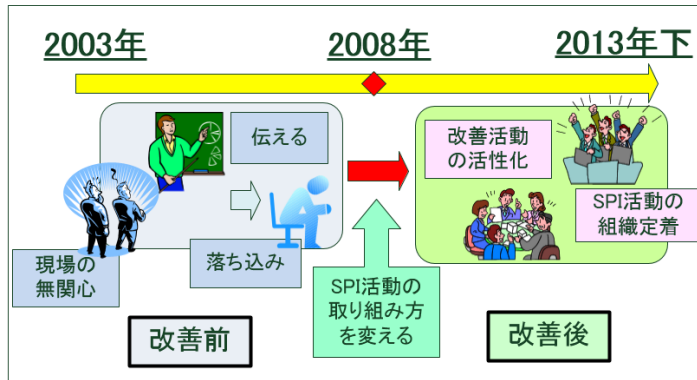 2003年
2008年
2013年下
伝える
改善活動
の活性化
SPI活動の
組織定着
現場の
無関心
落ち込み
SPI活動の
取り組み方
を変える
改善前
改善後